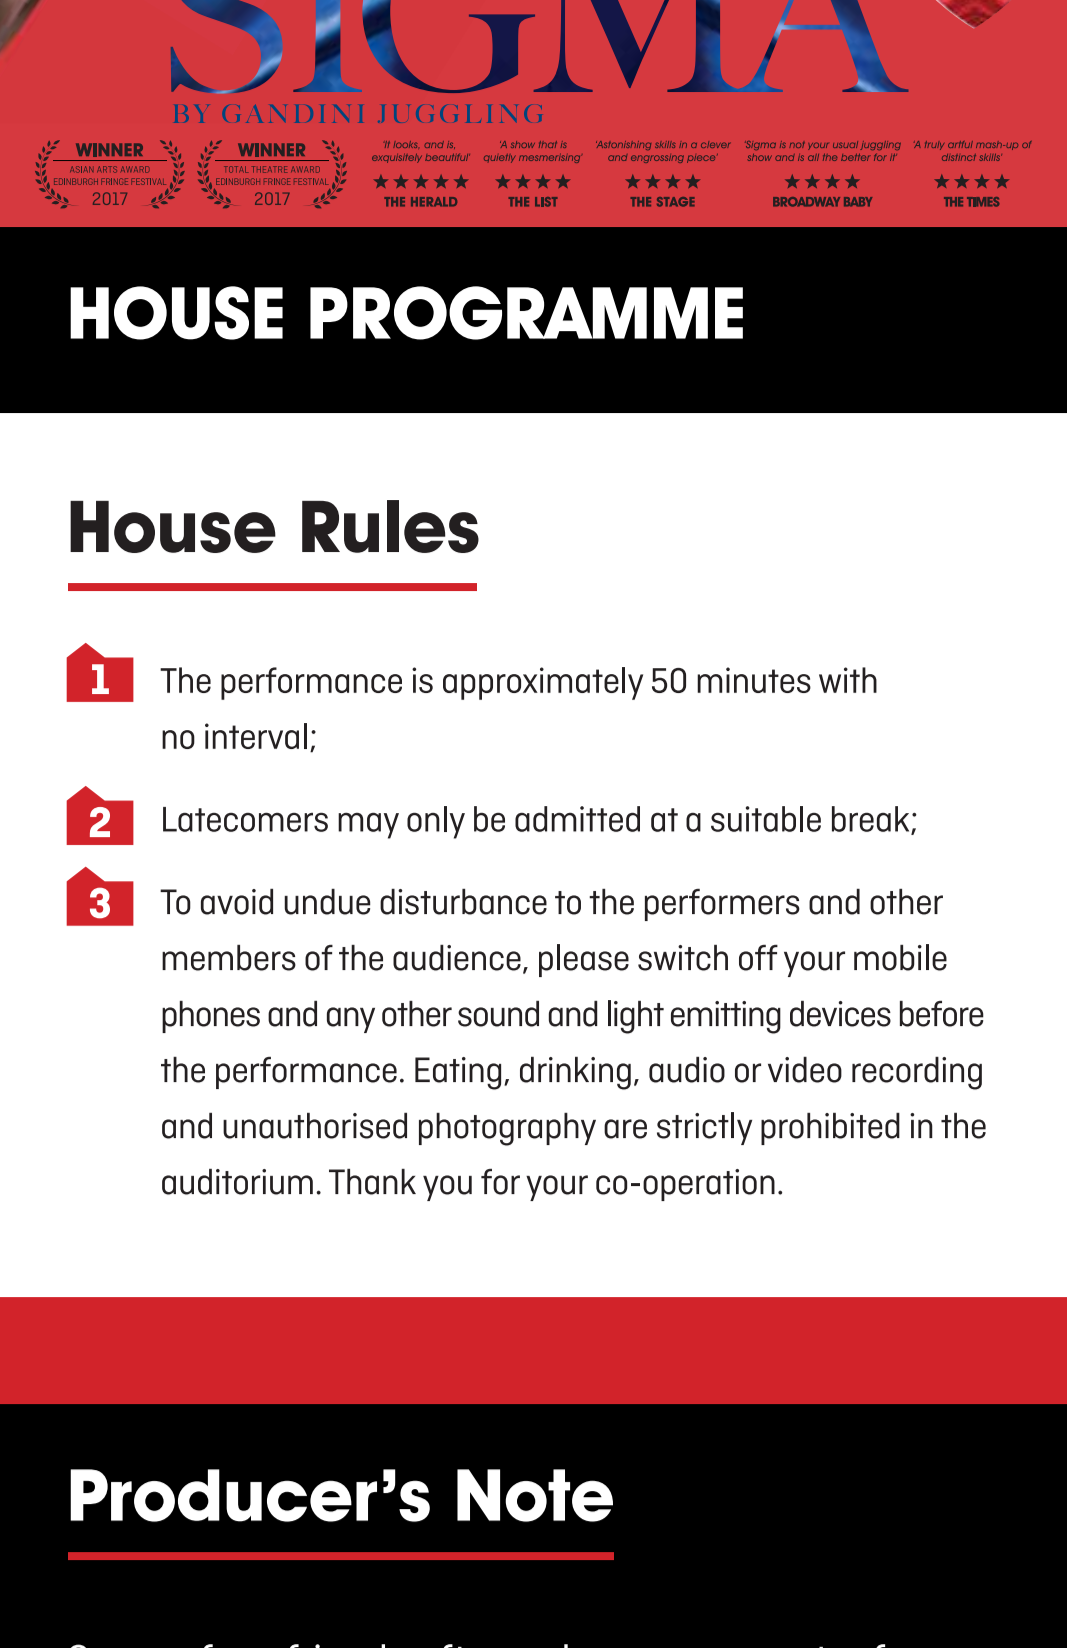 SIGMA
BY GANDINI JUGGLING
WINNER
ASIAN ARTS AWARD
EDINBURGH FRINGE FESTIVAL
2017
WINNER
TOTAL THEATRE AWARD
EDINBURGH FRINGE FESTIVAL
2017
'It looks, and is,
exquisitely beautiful'
★★★★★
THE HERALD
'A show that is
quietly mesmerising'
★★★★
THE LIST
'Astonishing skills in a clever
and engrossing piece'
★★★★
THE STAGE
'Sigma is not your usual juggling
show and is all the better for it'
★★★★
BROADWAY BABY
'A truly artful mash-up of
distinct skills'
★★★★
THE TIMES
HOUSE PROGRAMME
House Rules
1 The performance is approximately 50 minutes with
no interval;
2 Latecomers may only be admitted at a suitable break;
3 To avoid undue disturbance to the performers and other
members of the audience, please switch off your mobile
phones and any other sound and light emitting devices before
the performance. Eating, drinking, audio or video recording
and unauthorised photography are strictly prohibited in the
auditorium. Thank you for your co-operation.
Producer's Note